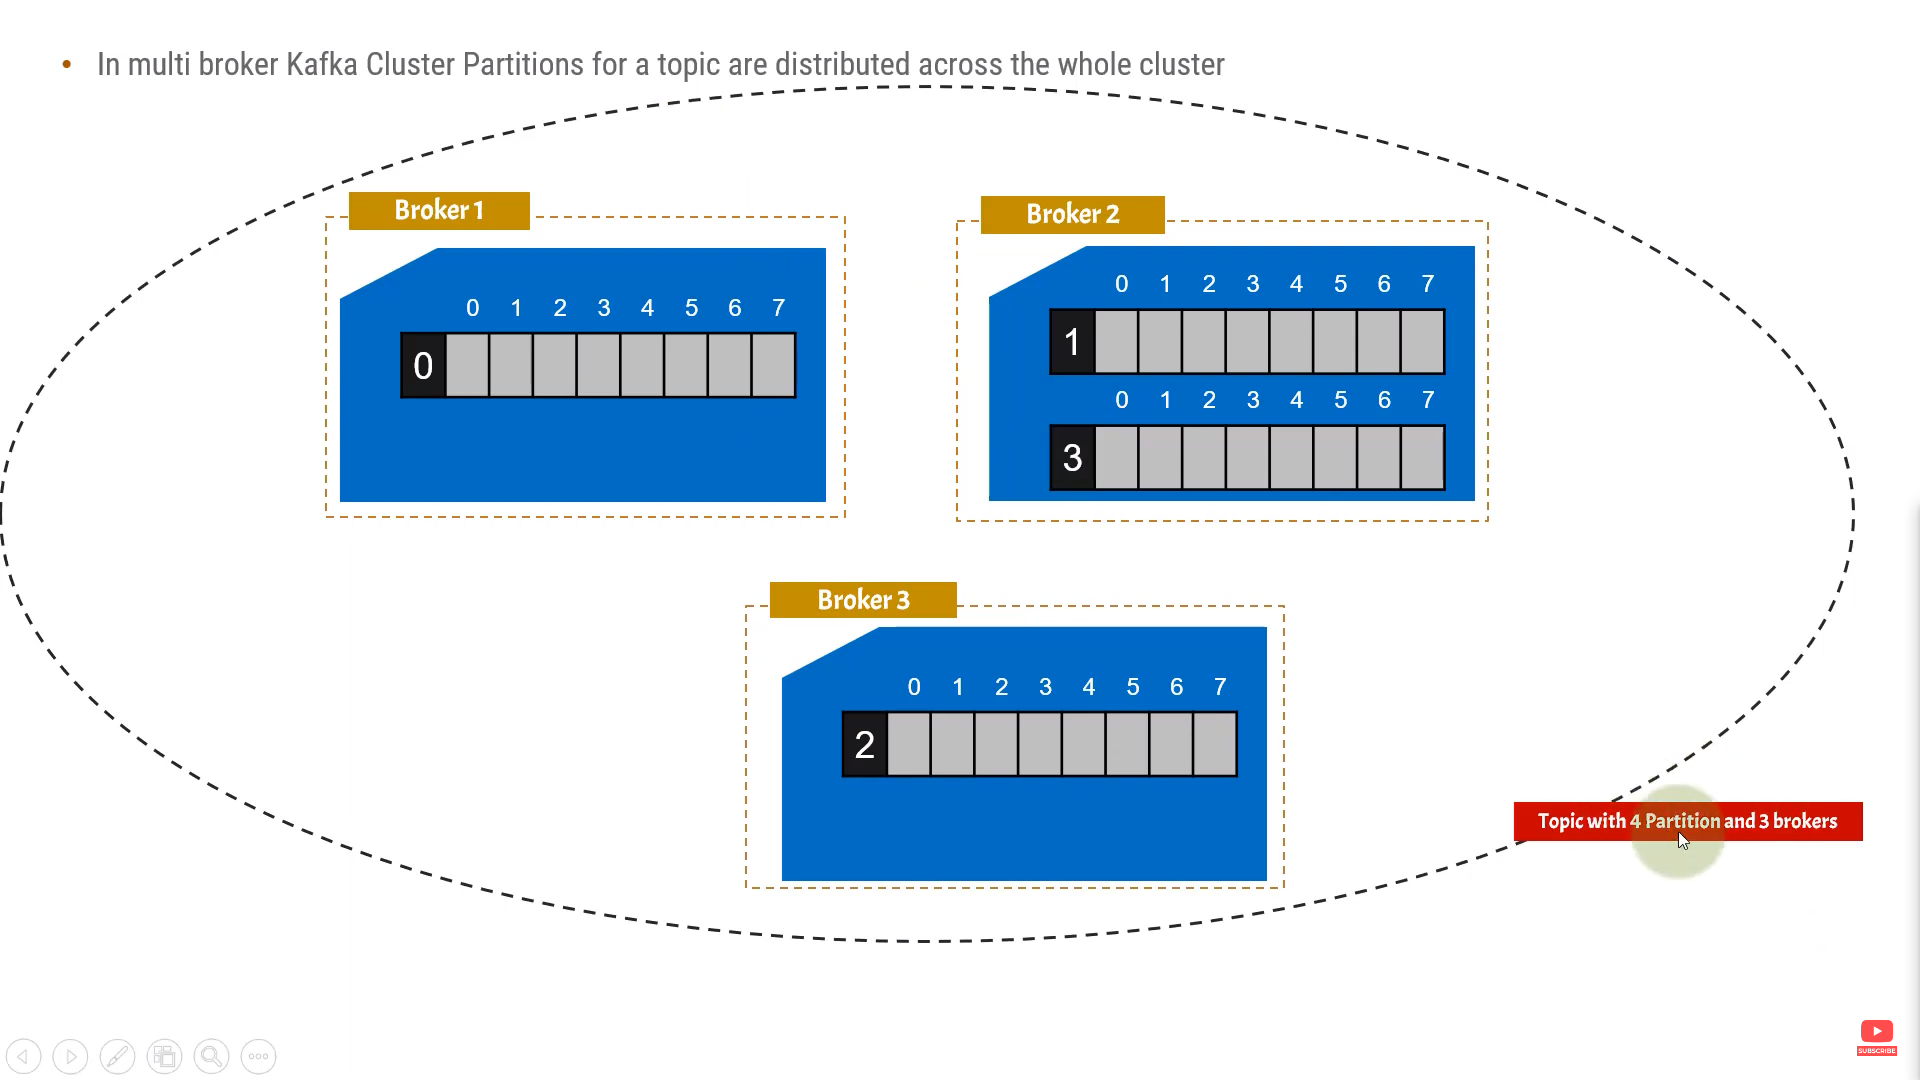 • In multi broker Kafka Cluster Partitions for a topic are distributed across the whole cluster
Broker 1
0 1 2 3 4 5 6 7
0
Broker 2
0 1 2 3 4 5 6 7
1
0 1 2 3 4 5 6 7
3
Broker 3
0 1 2 3 4 5 6 7
2
Topic with 4 Partition and 3 brokers
SUBSCRIBE